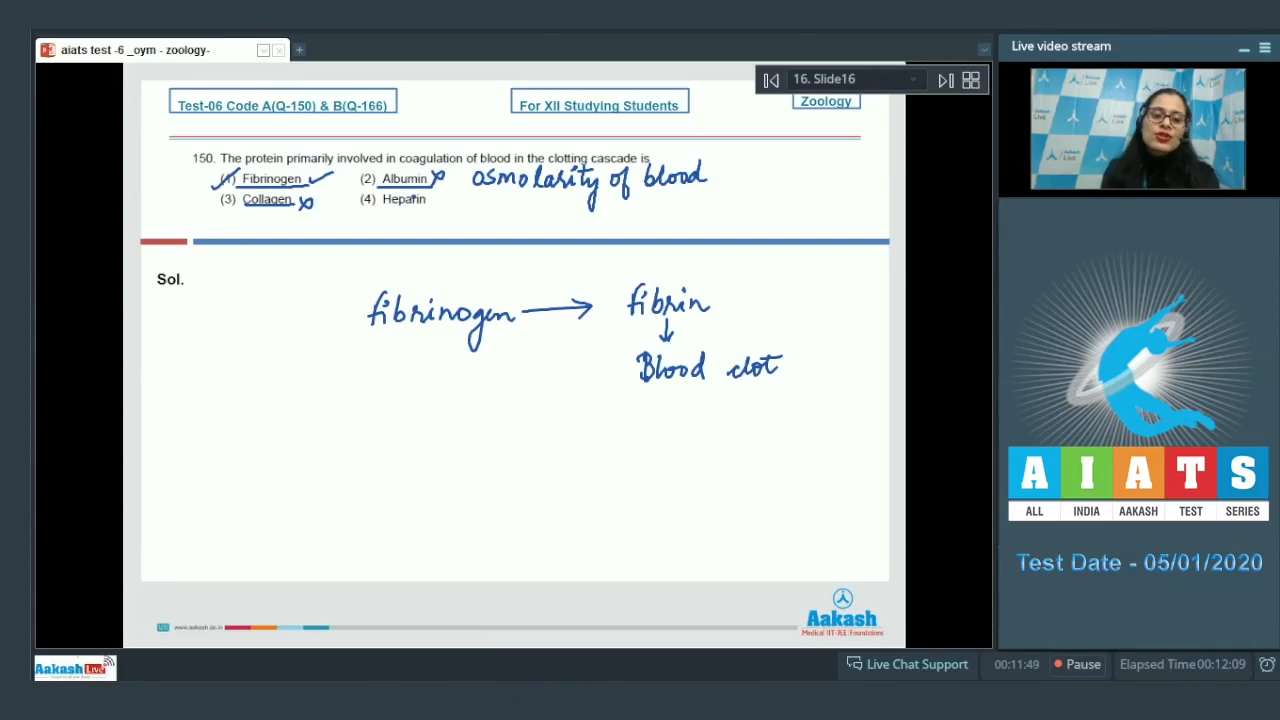 aiats test -6 _oym - zoology-
Live video stream
16. Slide16
Test-06 Code A(Q-150) & B(Q-166)
For XII Studying Students
Zoology
150. The protein primarily involved in coagulation of blood in the clotting cascade is
(1) Fibrinogen (2) Albumin osmolarity of blood
(3) Collagen (4) Heparin
Sol.
fibrinogen → fibrin
↓
Blood clot
A I A T S
ALL INDIA AAKASH TEST SERIES
Test Date - 05/01/2020
www.aakash.ac.in
Aakash
Medical IIT-JEE Foundations
Aakash Live
Live Chat Support
00:11:49
Pause
Elapsed Time 00:12:09